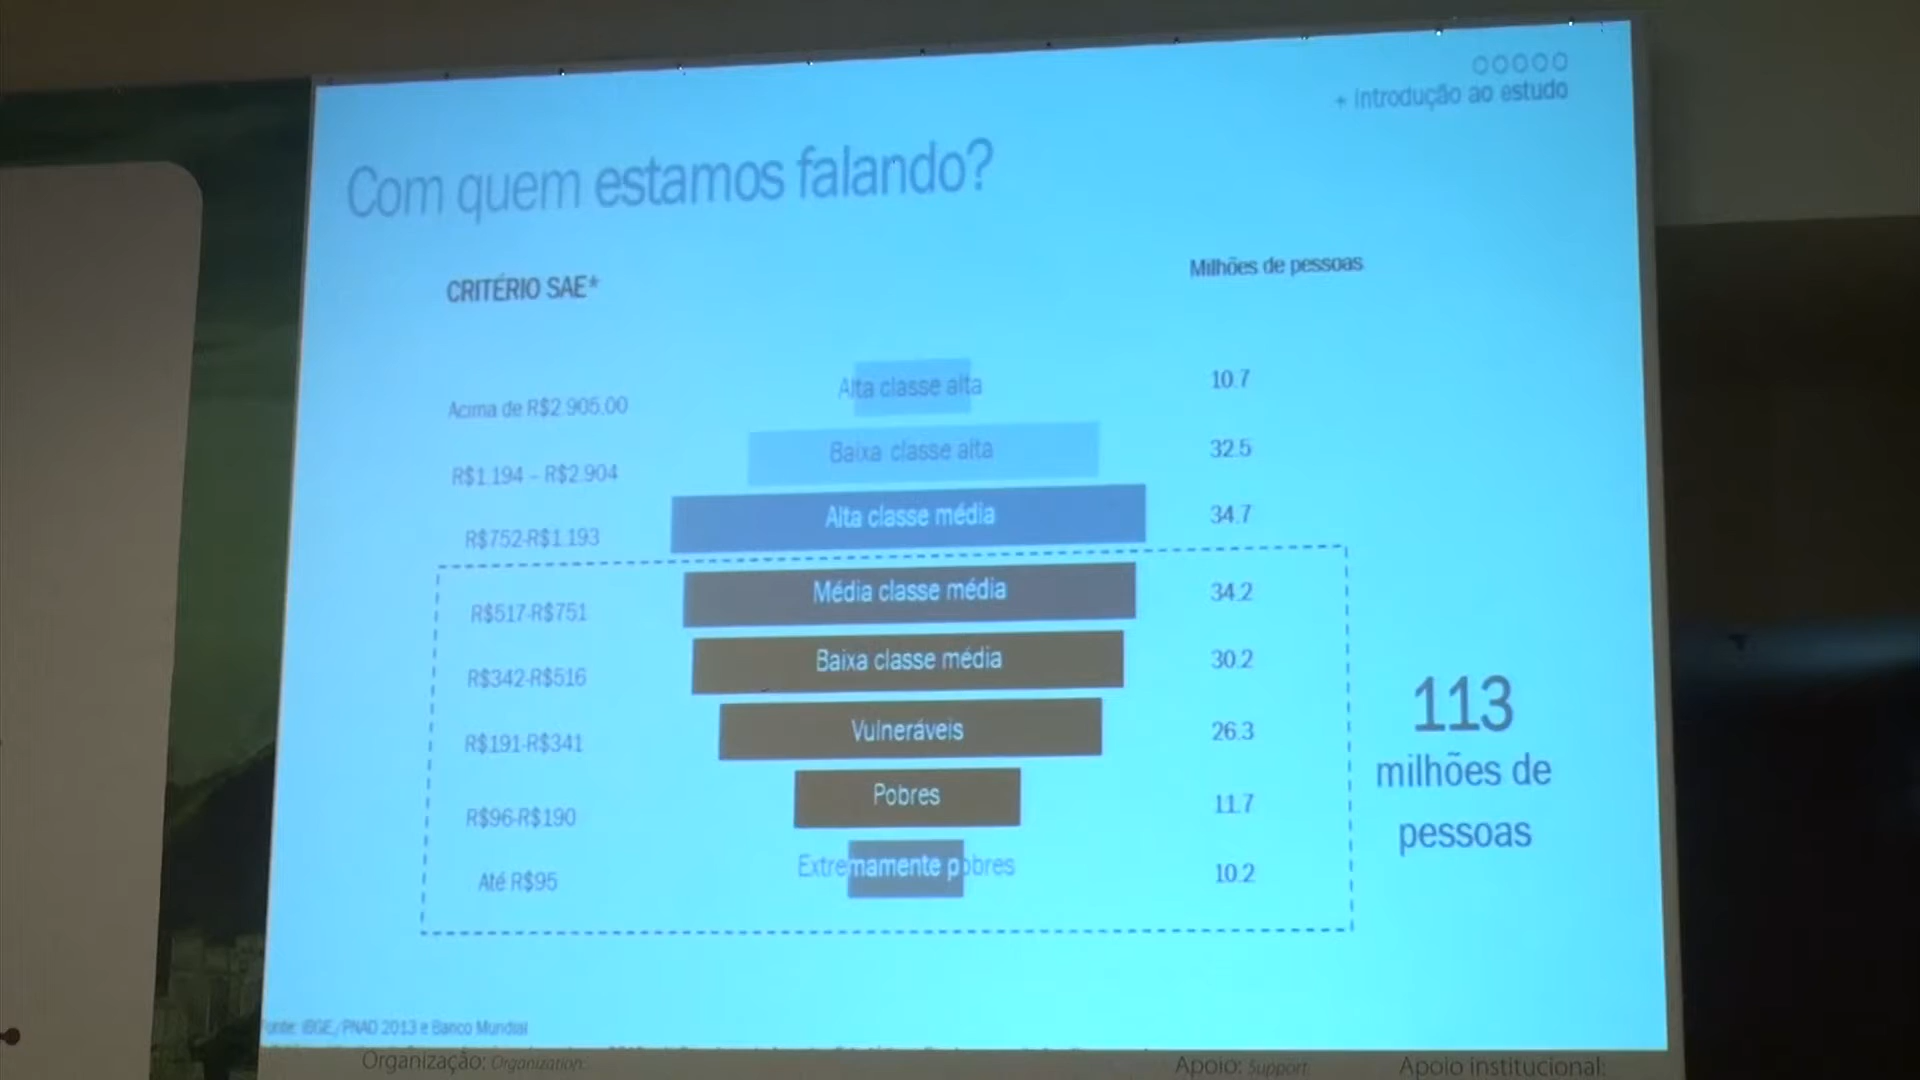 OOOOO
+ Introdução ao estudo
Com quem estamos falando?
CRITÉRIO SAE*
Milhões de pessoas
Acima de R$2.905,00 Alta classe alta 10.7
R$1.194 – R$2.904 Baixa classe alta 32.5
R$752-R$1.193 Alta classe média 34.7
R$517-R$751 Média classe média 34.2
R$342-R$516 Baixa classe média 30.2
R$191-R$341 Vulneráveis 26.3
R$96-R$190 Pobres 11.7
Até R$95 Extremamente pobres 10.2
113
milhões de
pessoas
Fonte: IBGE/PNAD 2013 e Banco Mundial
Organização: Organization: Apoio: Support: Apoio institucional: